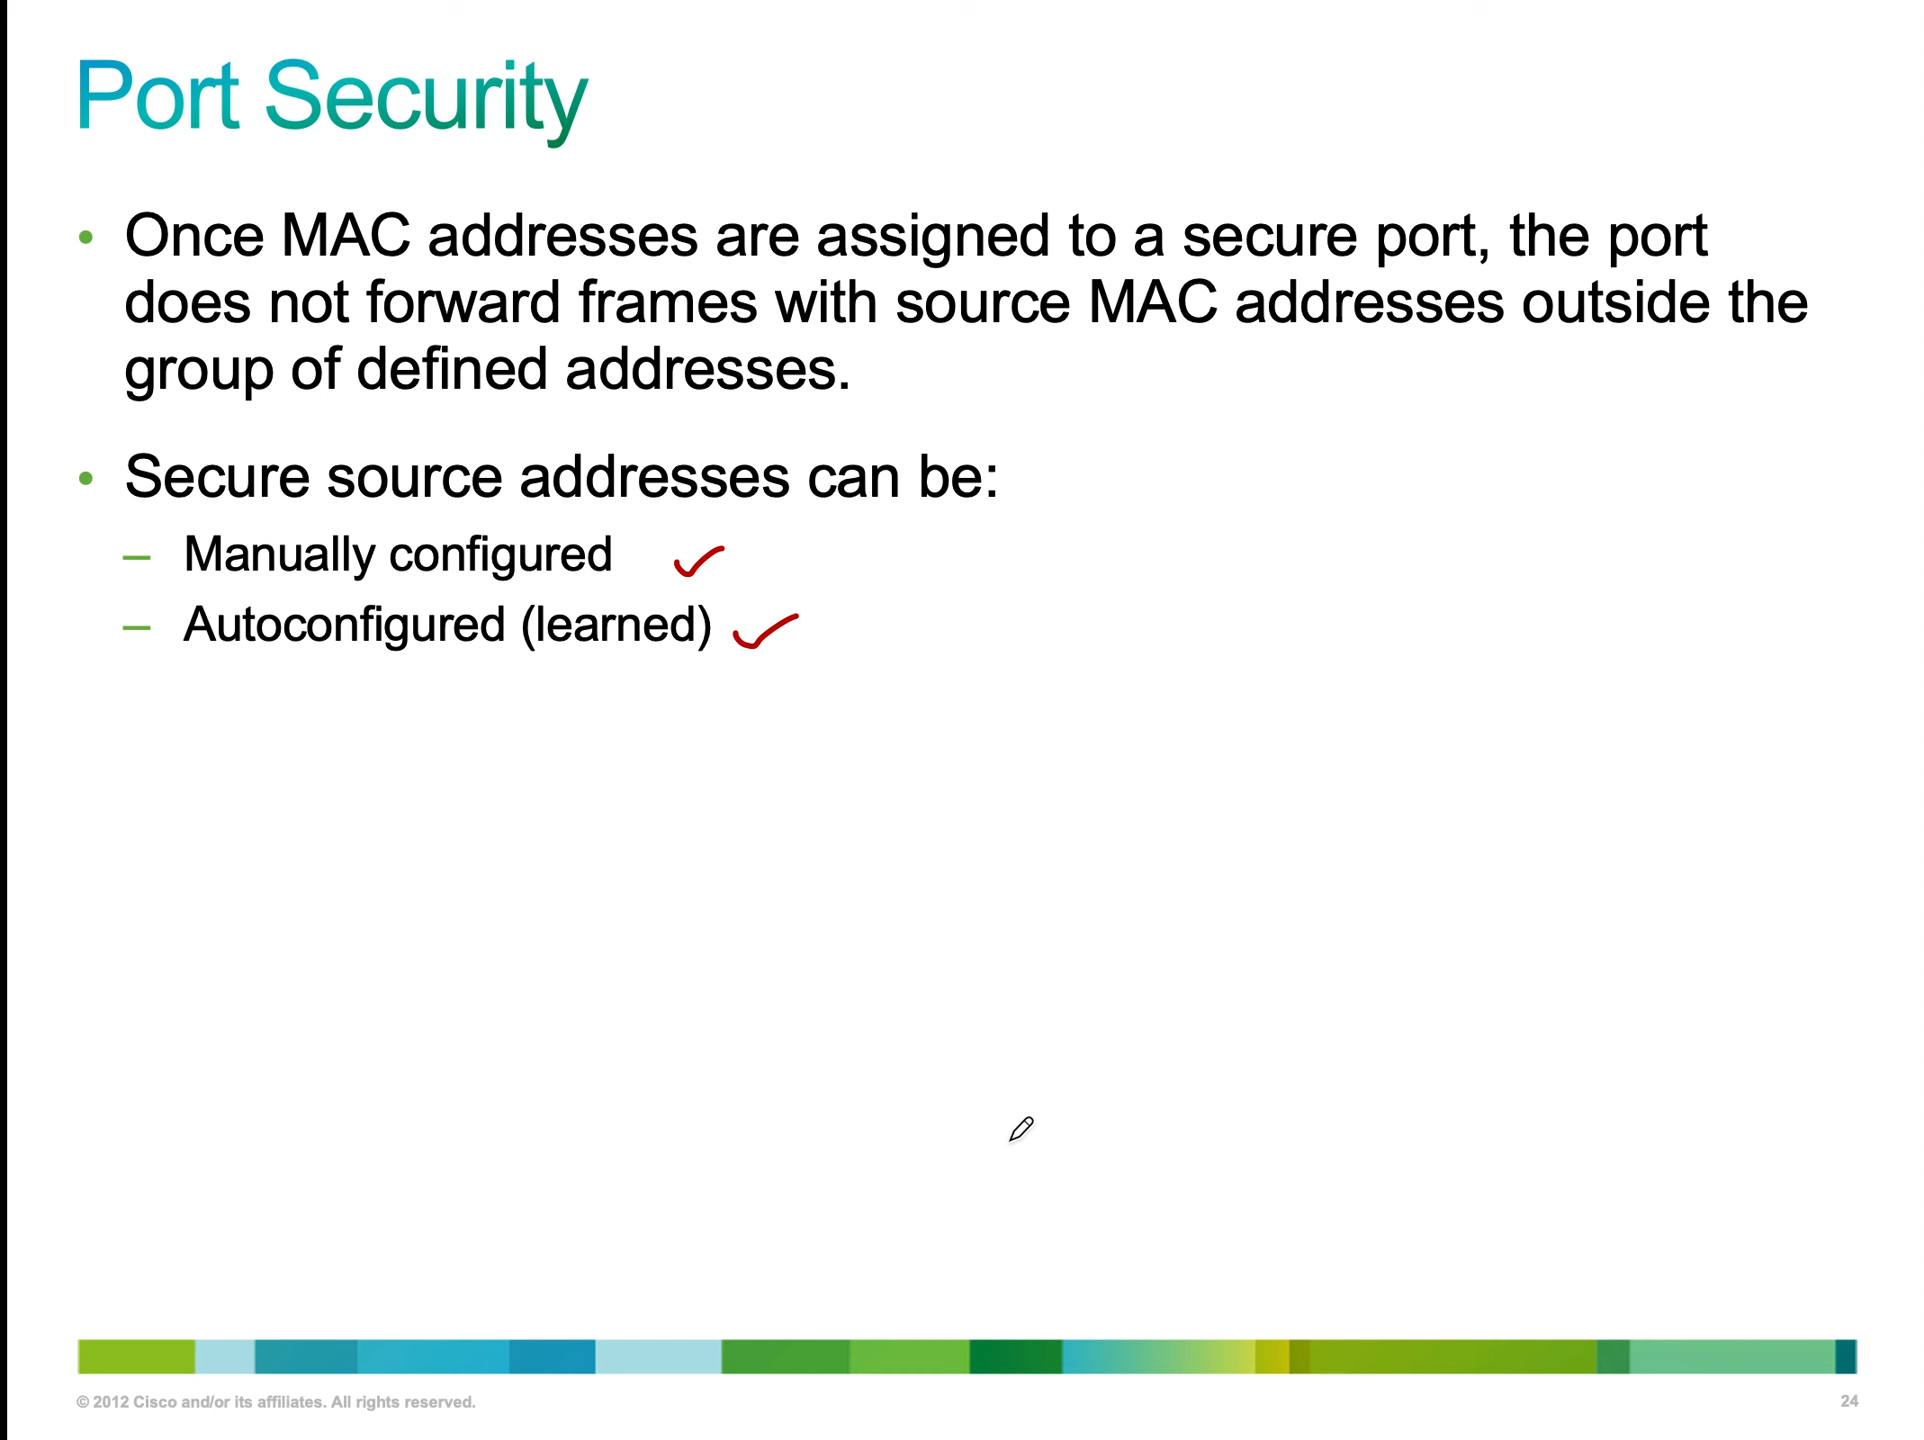 Port Security
• Once MAC addresses are assigned to a secure port, the port
does not forward frames with source MAC addresses outside the
group of defined addresses.
• Secure source addresses can be:
– Manually configured
– Autoconfigured (learned)
© 2012 Cisco and/or its affiliates. All rights reserved.
24